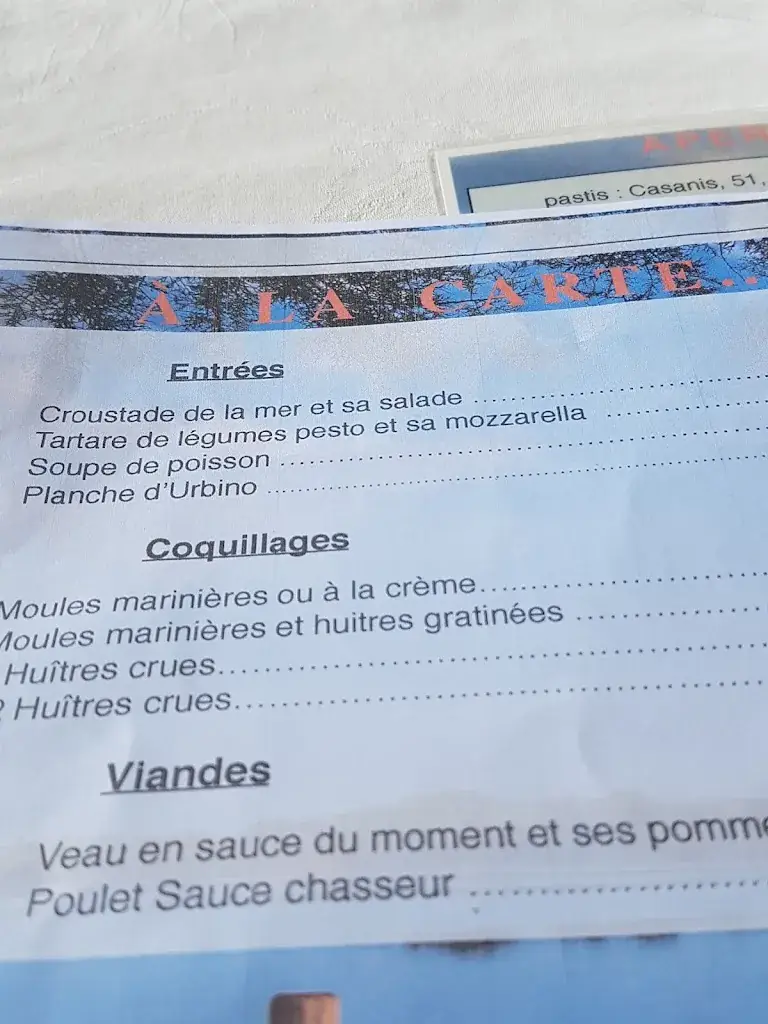 APER
pastis : Casanis, 51,
À LA CARTE..
Entrées
Croustade de la mer et sa salade
Tartare de légumes pesto et sa mozzarella
Soupe de poisson
Planche d'Urbino
Coquillages
Moules marinières ou à la crème
Moules marinières et huitres gratinées
Huîtres crues
Huîtres crues
Viandes
Veau en sauce du moment et ses pomme
Poulet Sauce chasseur